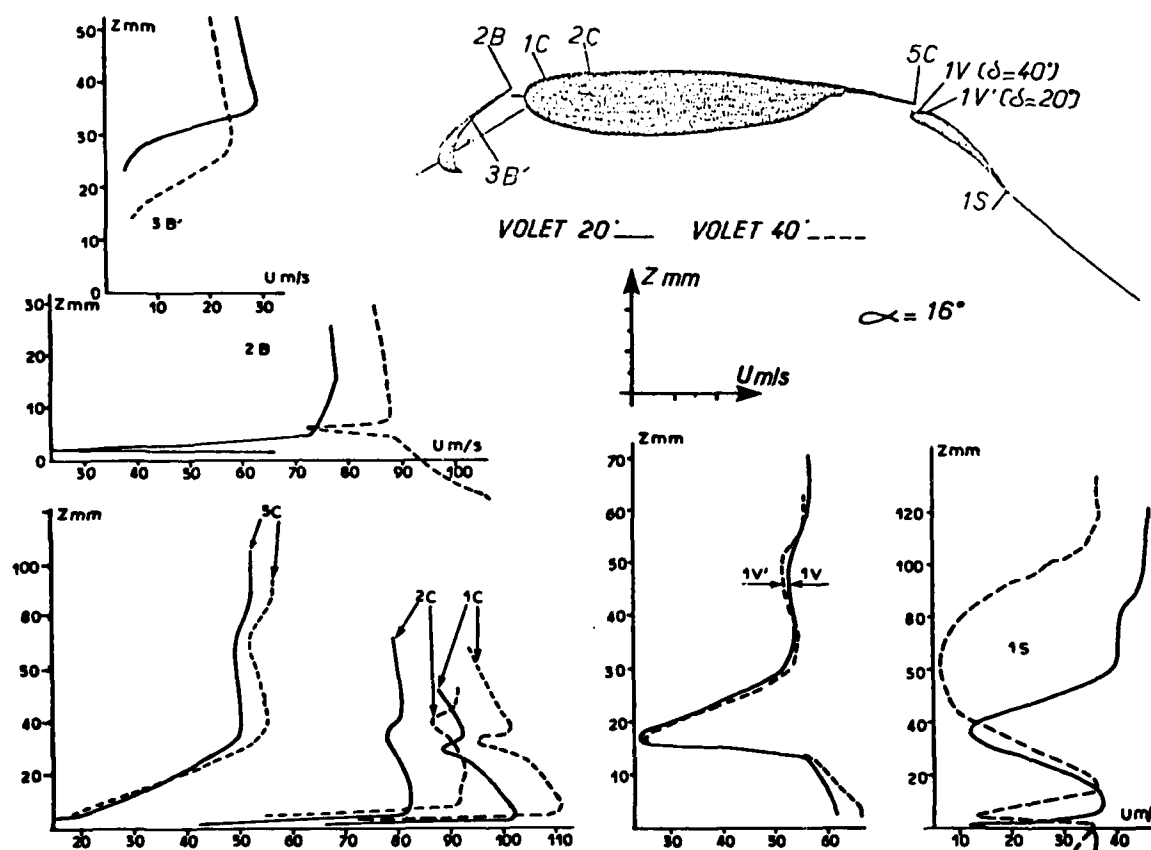 Z mm
50
40
30
20
10
0
3B'
U m/s
10 20 30
2B 1C 2C
5C
1V (δ=40°)
1V' (δ=20°)
3B'
1S
VOLET 20° VOLET 40°
Z mm
U m/s
α = 16°
30
Z mm
20
10
0
2B
U m/s
30 40 50 60 70 80 90 100
Z mm
100
80
60
40
20
5C
2C 1C
20 30 40 50 60 70 80 90 100 110
Z mm
70
60
50
40
30
20
10
1V' 1V
30 40 50 60
Z mm
120
100
80
50
40
20
1S
10 20 30 40
U m/